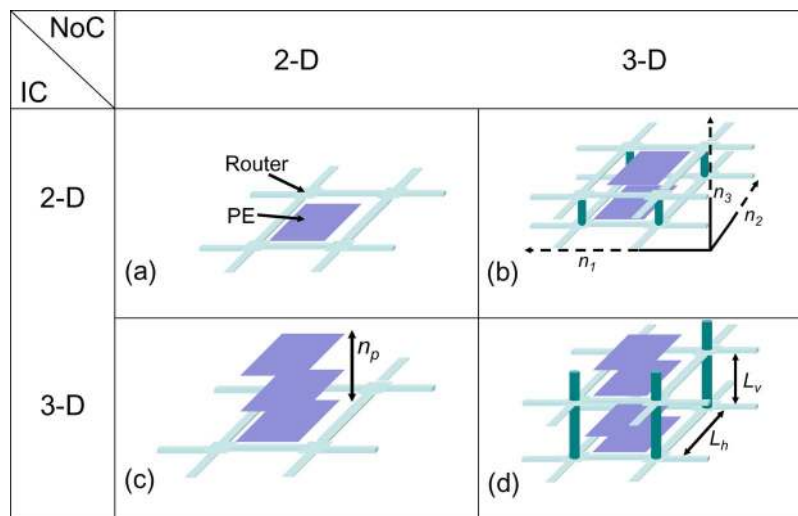 NoC
IC
2-D
3-D
2-D
Router
PE
(a)
n3
n2
n1
(b)
3-D
np
(c)
Lv
Lh
(d)